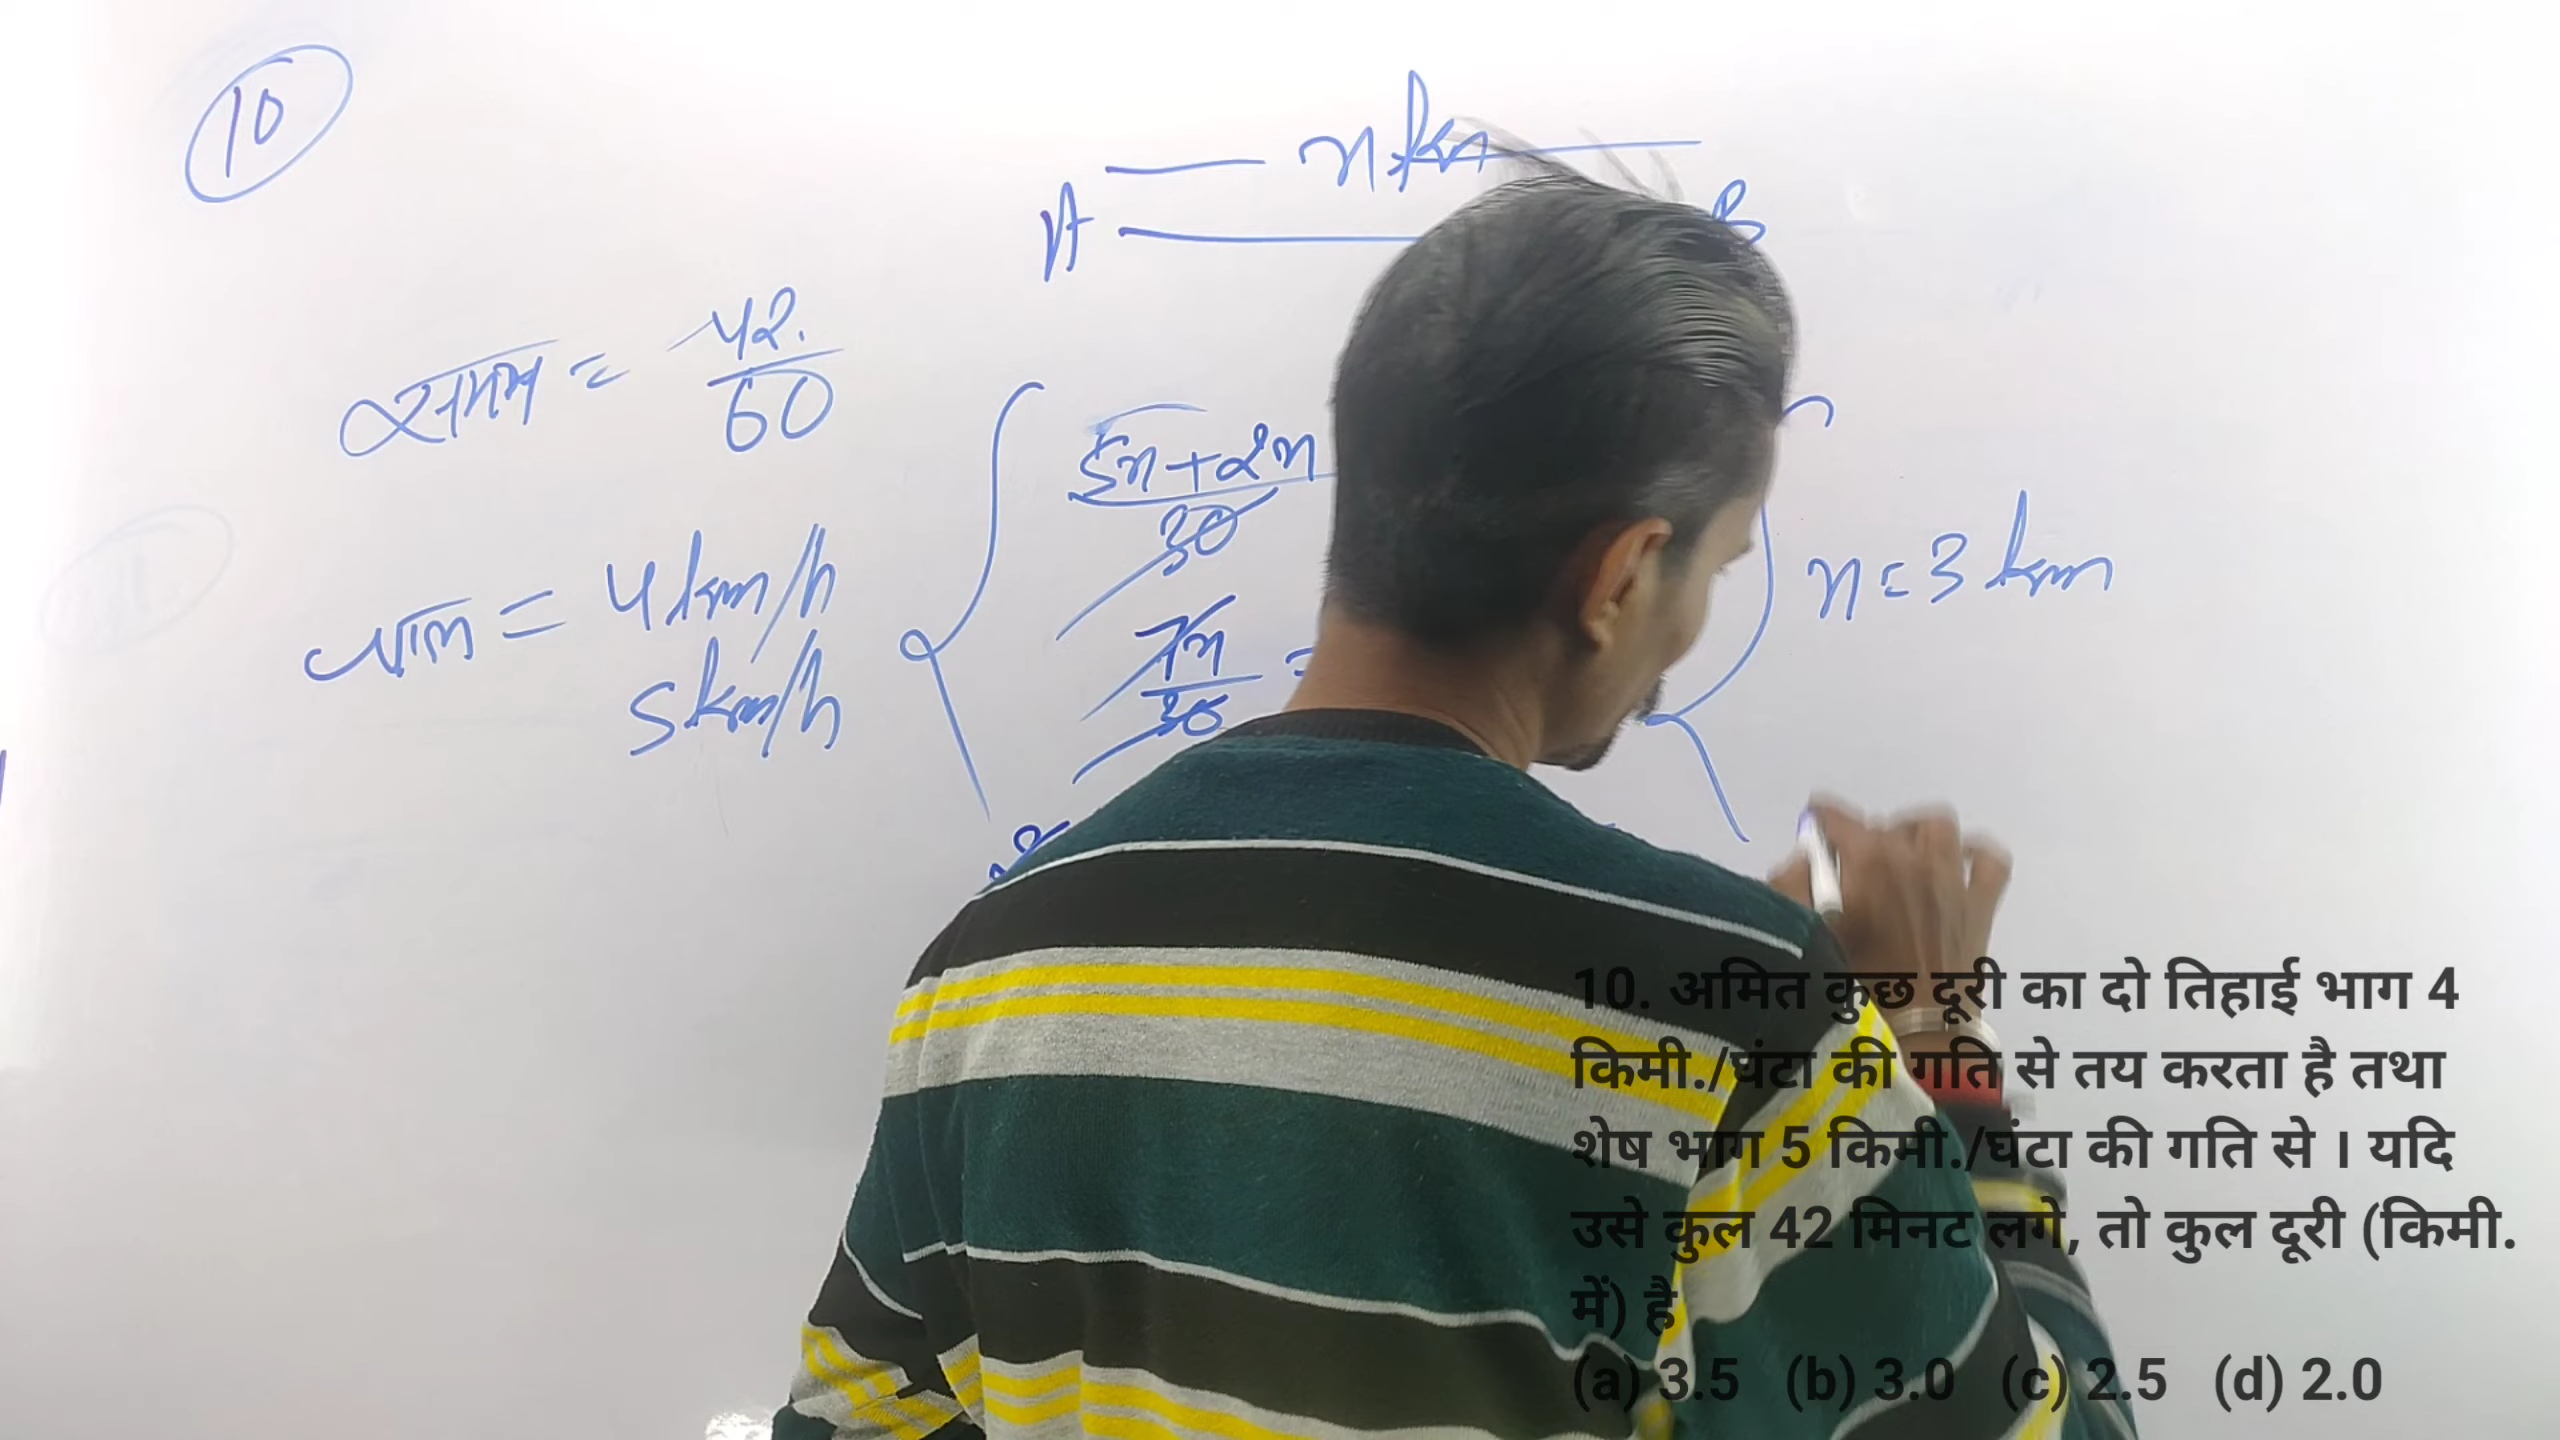 10
x km
A
B
समय = 42/60
चाल = 4 km/h
5 km/h
5x+2x/30
7x/30 =
x = 3 km
10. अमित कुछ दूरी का दो तिहाई भाग 4
किमी./घंटा की गति से तय करता है तथा
शेष भाग 5 किमी./घंटा की गति से । यदि
उसे कुल 42 मिनट लगे, तो कुल दूरी (किमी.
में) है
(a) 3.5 (b) 3.0 (c) 2.5 (d) 2.0